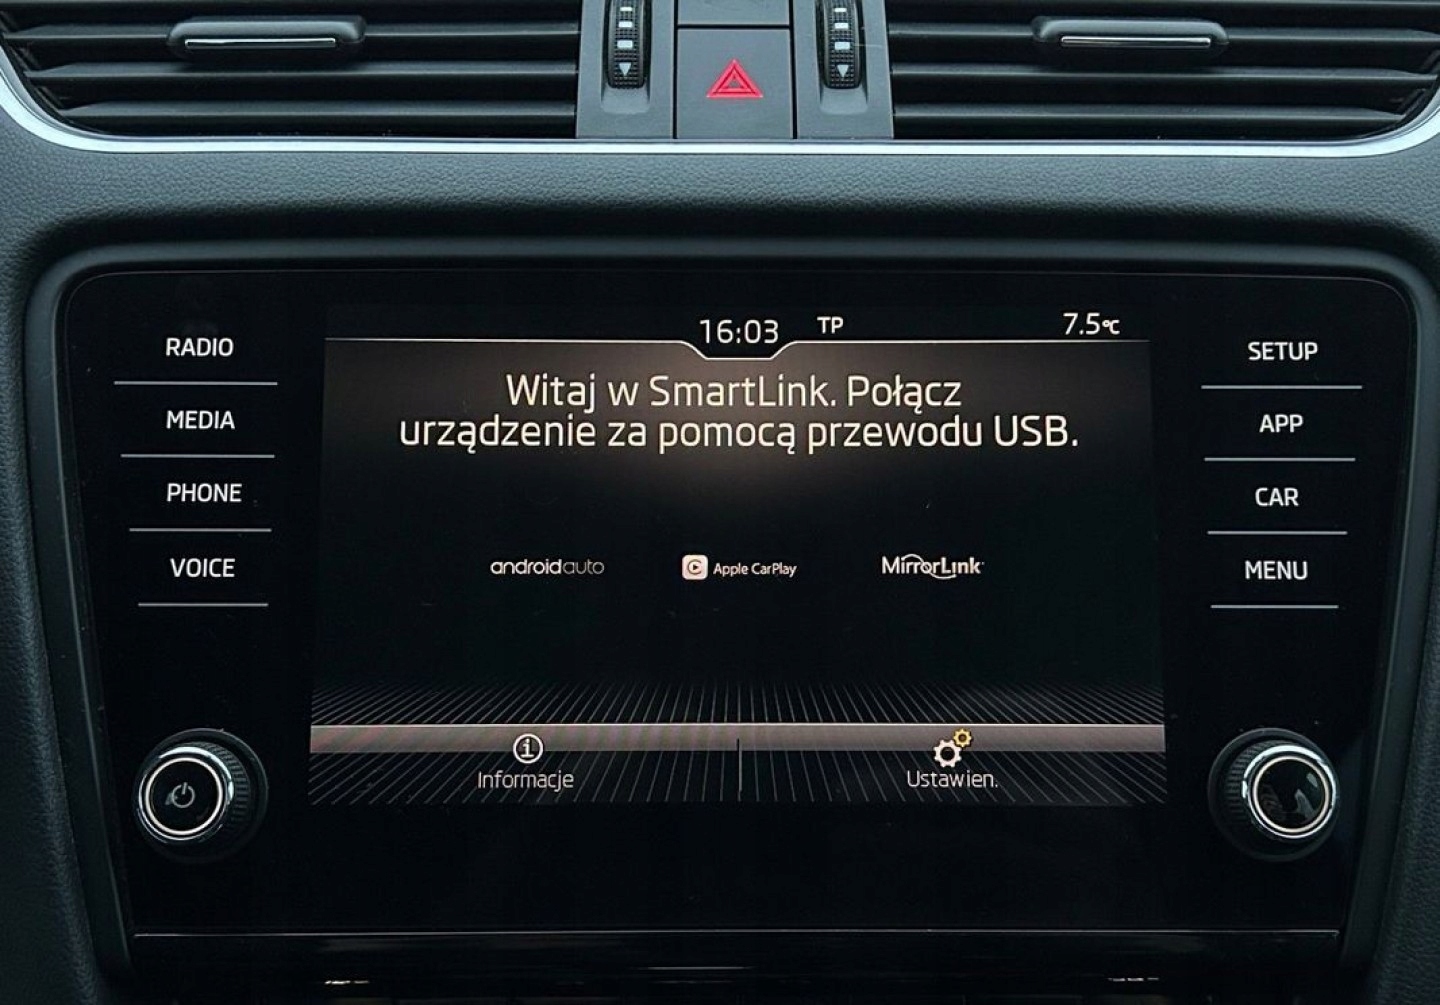 16:03 TP 7.5°C
RADIO
MEDIA
PHONE
VOICE
Witaj w SmartLink. Połącz
urządzenie za pomocą przewodu USB.
androidauto Apple CarPlay MirrorLink
Informacje Ustawien.
SETUP
APP
CAR
MENU